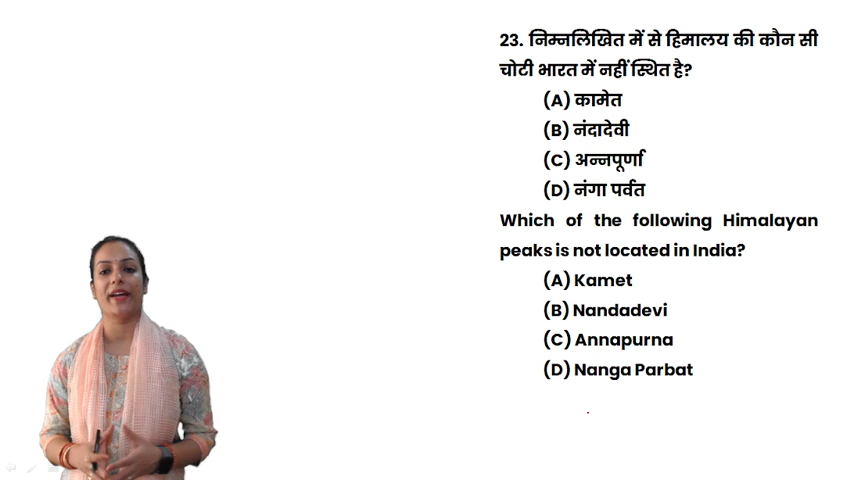 23. निम्नलिखित में से हिमालय की कौन सी
चोटी भारत में नहीं स्थित है?
(A) कामेत
(B) नंदादेवी
(C) अन्नपूर्णा
(D) नंगा पर्वत
Which of the following Himalayan
peaks is not located in India?
(A) Kamet
(B) Nandadevi
(C) Annapurna
(D) Nanga Parbat